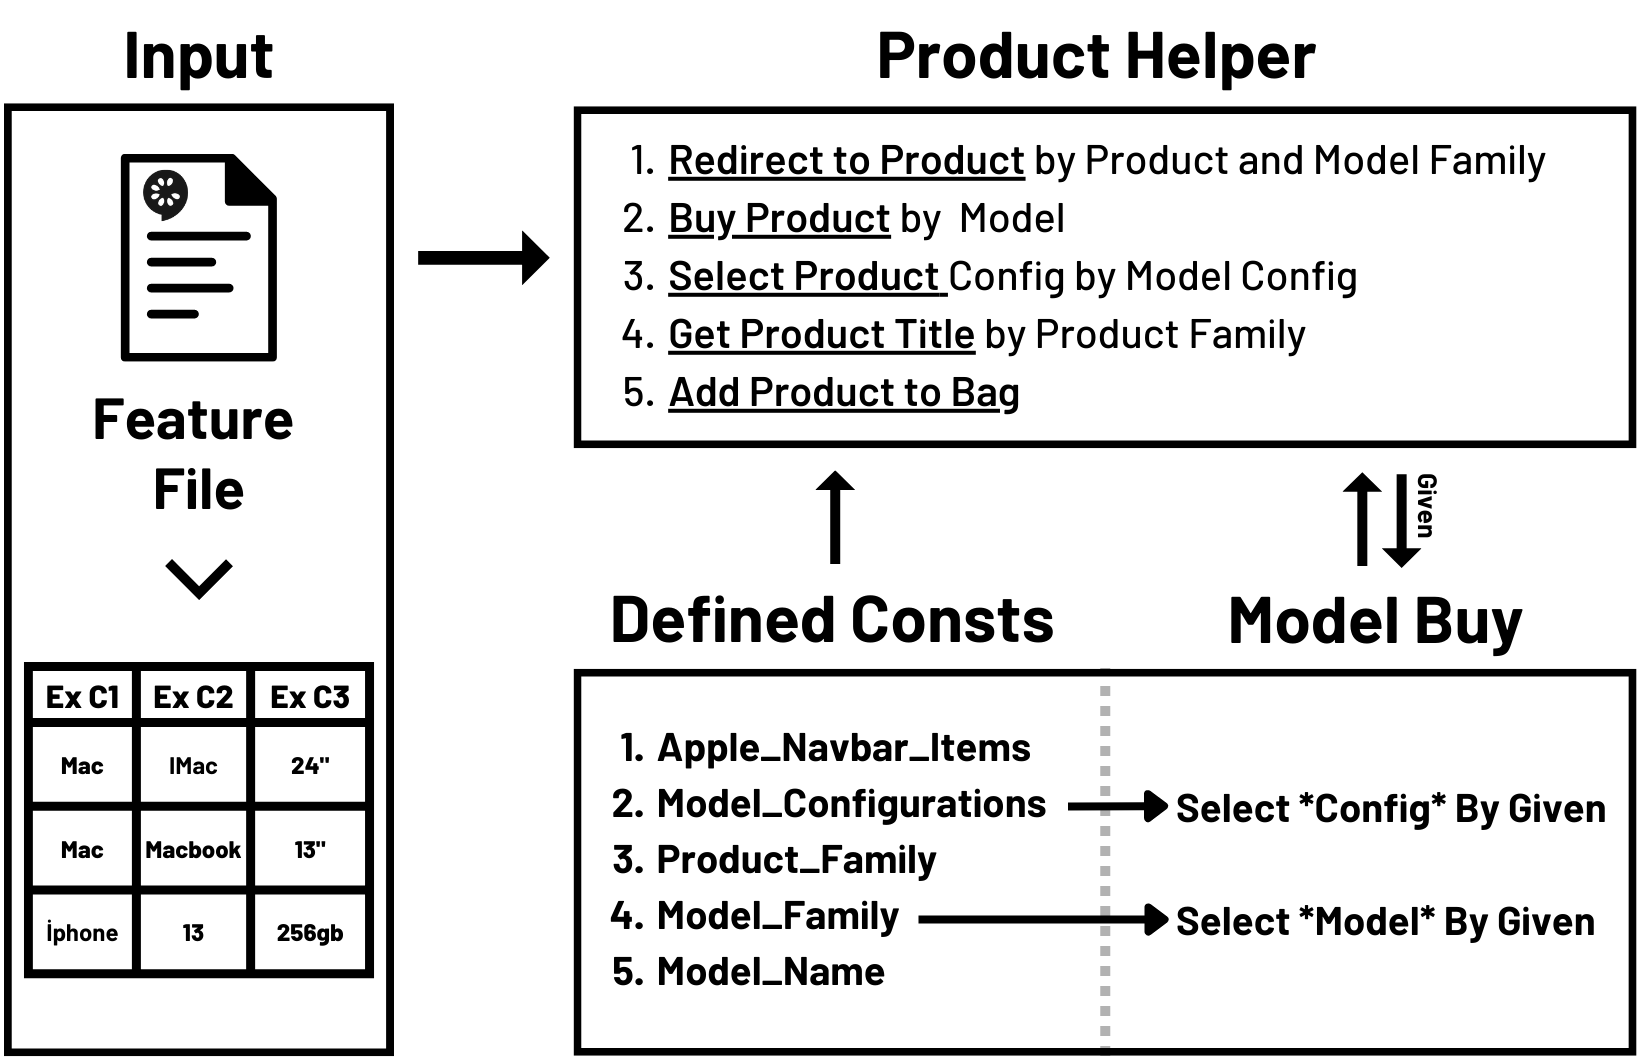 Input
Feature
File
Ex C1 Ex C2 Ex C3
Mac IMac 24"
Mac Macbook 13"
İphone 13 256gb
Product Helper
1. Redirect to Product by Product and Model Family
2. Buy Product by Model
3. Select Product Config by Model Config
4. Get Product Title by Product Family
5. Add Product to Bag
Given
Defined Consts
1. Apple_Navbar_Items
2. Model_Configurations
3. Product_Family
4. Model_Family
5. Model_Name
Model Buy
Select *Config* By Given
Select *Model* By Given